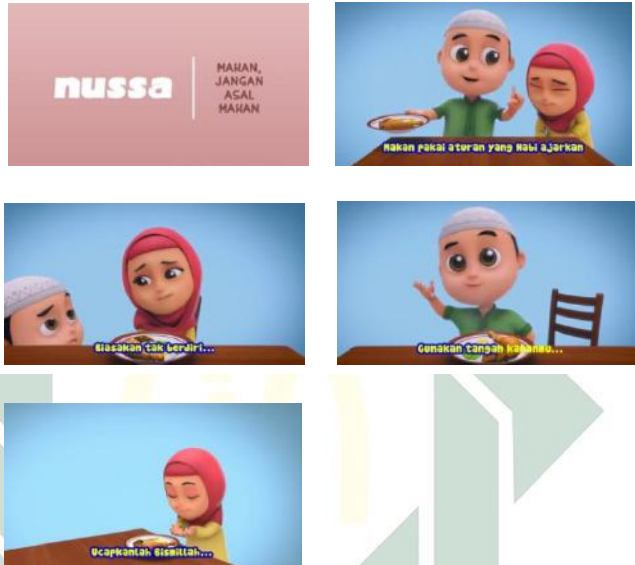 nussa
MAKAN,
JANGAN
ASAL
MAKAN
Makan pakai aturan yang Nabi ajarkan
Biasakan tak berdiri...
Gunakan tangan kananmu...
Ucapkanlah Bismillah...